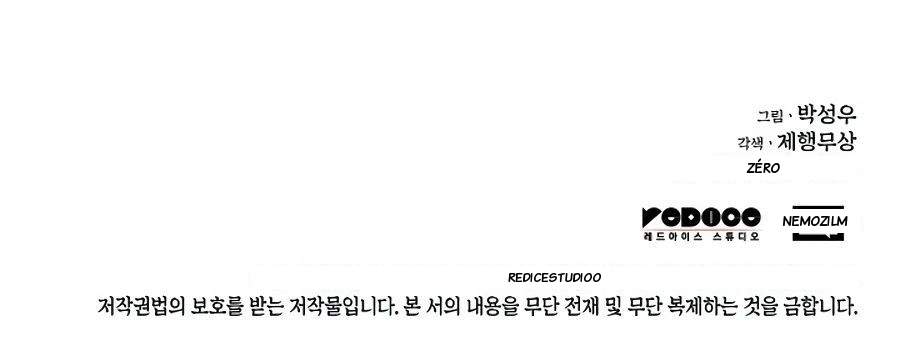 그림 · 박성우
각색 · 제행무상
ZÉRO
REDICE
레드아이스 스튜디오
NEMOZILM
REDICESTUDIOO
저작권법의 보호를 받는 저작물입니다. 본 서의 내용을 무단 전재 및 무단 복제하는 것을 금합니다.